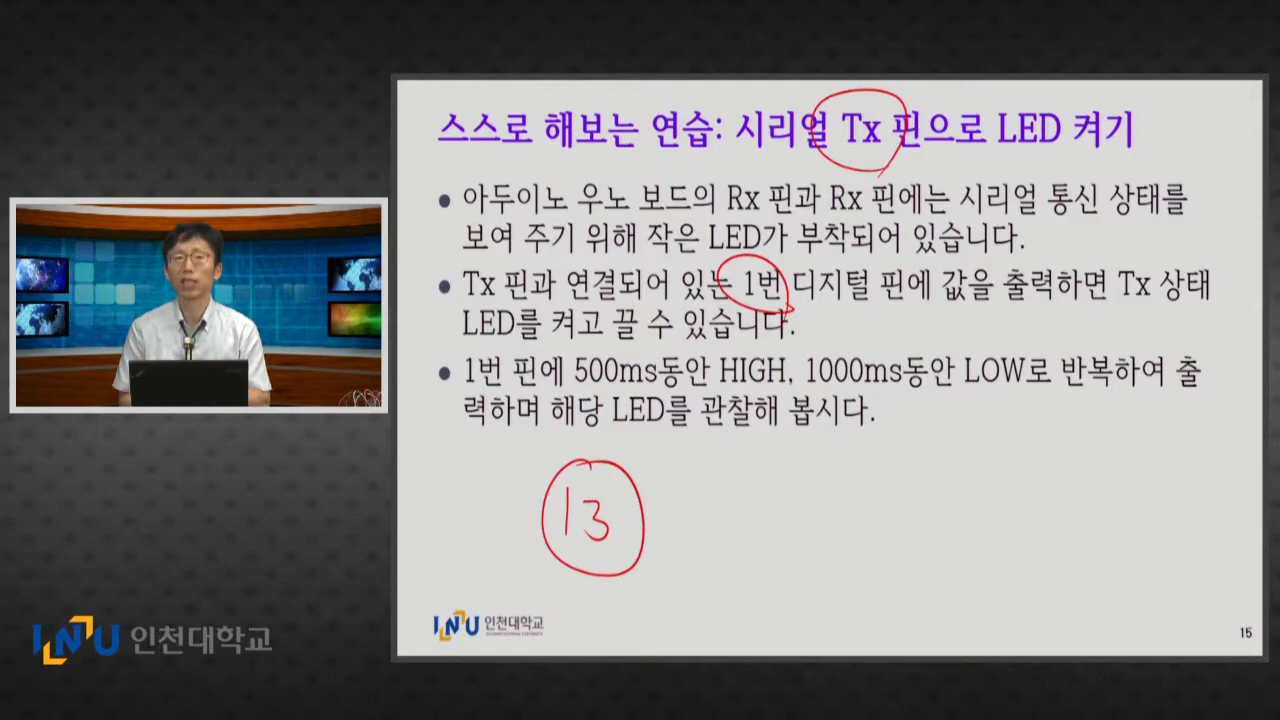 스스로 해보는 연습: 시리얼 Tx 핀으로 LED 켜기
● 아두이노 우노 보드의 Rx 핀과 Rx 핀에는 시리얼 통신 상태를
보여 주기 위해 작은 LED가 부착되어 있습니다.
● Tx 핀과 연결되어 있는 1번 디지털 핀에 값을 출력하면 Tx 상태
LED를 켜고 끌 수 있습니다.
● 1번 핀에 500ms동안 HIGH, 1000ms동안 LOW로 반복하여 출
력하며 해당 LED를 관찰해 봅시다.
13
INU 인천대학교
15
INU 인천대학교